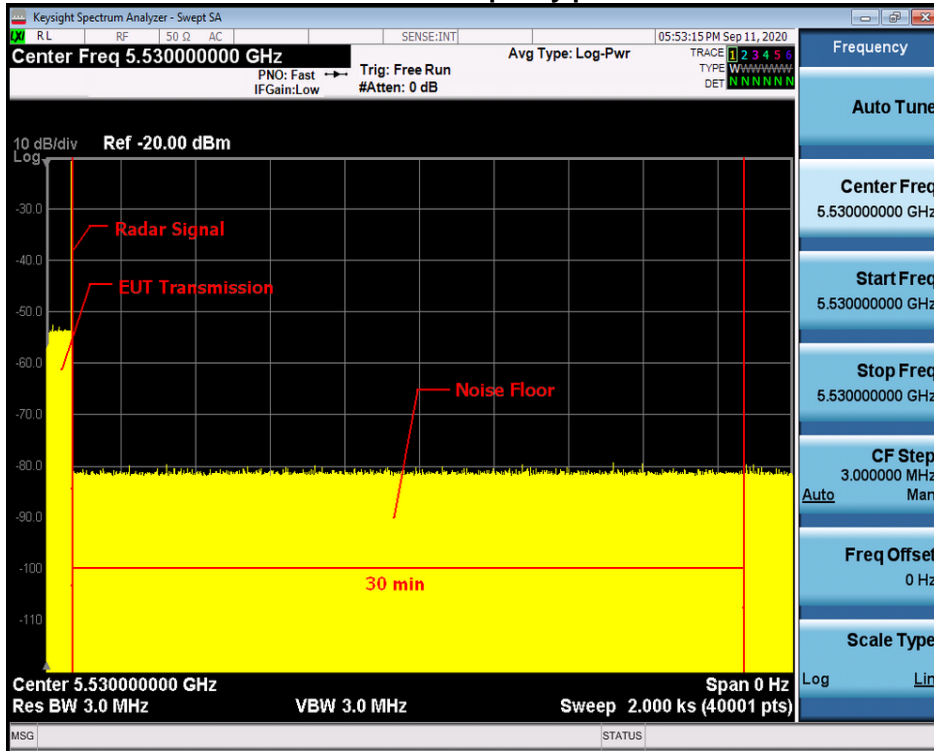 Keysight Spectrum Analyzer - Swept SA
LXI RL RF 50 Ω AC SENSE:INT 05:53:15 PM Sep 11, 2020
Center Freq 5.530000000 GHz
PNO: Fast
IFGain:Low
Trig: Free Run
#Atten: 0 dB
Avg Type: Log-Pwr
TRACE 1 2 3 4 5 6
TYPE WWWWWW
DET N N N N N N
10 dB/div Ref -20.00 dBm
Log
-30.0
Radar Signal
-40.0
EUT Transmission
-50.0
-60.0
Noise Floor
-70.0
-80.0
-90.0
-100
30 min
-110
Center 5.530000000 GHz Span 0 Hz
Res BW 3.0 MHz VBW 3.0 MHz Sweep 2.000 ks (40001 pts)
MSG STATUS
Frequency
Auto Tune
Center Freq
5.530000000 GHz
Start Freq
5.530000000 GHz
Stop Freq
5.530000000 GHz
CF Step
3.000000 MHz
Auto Man
Freq Offset
0 Hz
Scale Type
Log Lin